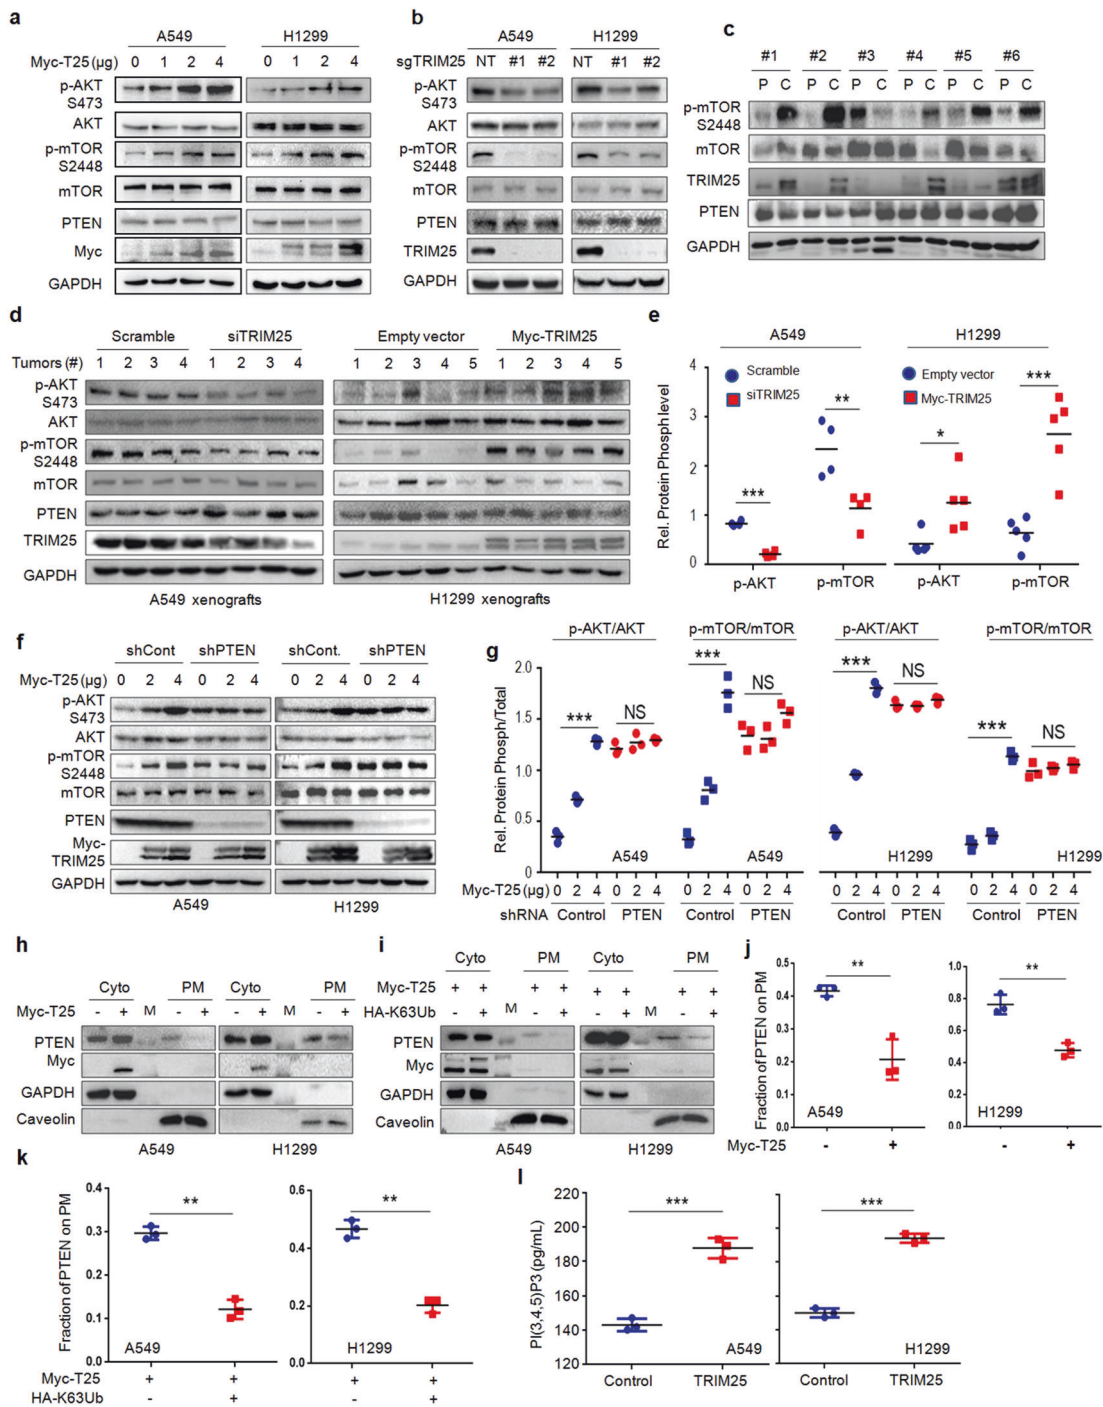 a
A549 H1299
Myc-T25 (µg) 0 1 2 4 0 1 2 4
p-AKT
S473
AKT
p-mTOR
S2448
mTOR
PTEN
Myc
GAPDH
b
A549 H1299
sgTRIM25 NT #1 #2 NT #1 #2
p-AKT
S473
AKT
p-mTOR
S2448
mTOR
PTEN
TRIM25
GAPDH
c
#1 #2 #3 #4 #5 #6
P C P C P C P C P C P C
p-mTOR
S2448
mTOR
TRIM25
PTEN
GAPDH
d
Scramble siTRIM25 Empty vector Myc-TRIM25
Tumors (#) 1 2 3 4 1 2 3 4 1 2 3 4 5 1 2 3 4 5
p-AKT
S473
AKT
p-mTOR
S2448
mTOR
PTEN
TRIM25
GAPDH
A549 xenografts H1299 xenografts
e
A549 H1299
Rel. Protein Phosph level
4
3
2
1
0
Scramble
siTRIM25
Empty vector
Myc-TRIM25
*** ** * ***
p-AKT p-mTOR p-AKT p-mTOR
f
shCont shPTEN shCont. shPTEN
Myc-T25 (µg) 0 2 4 0 2 4 0 2 4 0 2 4
p-AKT
S473
AKT
p-mTOR
S2448
mTOR
PTEN
Myc-
TRIM25
GAPDH
A549 H1299
g
p-AKT/AKT p-mTOR/mTOR p-AKT/AKT p-mTOR/mTOR
Rel. Protein Phosph/Total
2.0
1.5
1.0
0.5
0
*** NS *** NS *** NS *** NS
A549 A549 H1299 H1299
Myc-T25 (µg) 0 2 4 0 2 4 0 2 4 0 2 4 0 2 4 0 2 4 0 2 4 0 2 4
shRNA Control PTEN Control PTEN Control PTEN Control PTEN
h
Cyto PM Cyto PM
Myc-T25 - + M - + - + M - +
PTEN
Myc
GAPDH
Caveolin
A549 H1299
i
Cyto PM Cyto PM
Myc-T25 + + + + + + + +
HA-K63Ub - + M - + - + M - +
PTEN
Myc
GAPDH
Caveolin
A549 H1299
j
Fraction of PTEN on PM
0.6
0.4
0.2
0.0
**
A549
1.0
0.8
0.6
0.4
0.2
0.0
**
H1299
Myc-T25 - + - +
k
Fraction of PTEN on PM
0.4
0.3
0.2
0.1
0.0
**
A549
0.6
0.4
0.2
0.0
**
H1299
Myc-T25 + + + +
HA-K63Ub - + - +
l
PI(3,4,5)P3 (pg/mL)
220
200
180
160
140
120
*** ***
A549 H1299
Control TRIM25 Control TRIM25